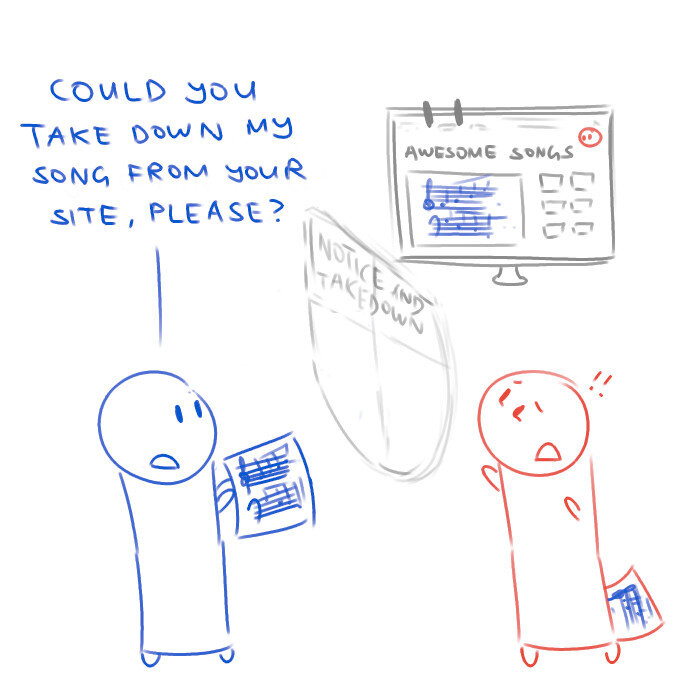 COULD YOU
TAKE DOWN MY
SONG FROM YOUR
SITE, PLEASE?
AWESOME SONGS
NOTICE AND
TAKEDOWN
!!